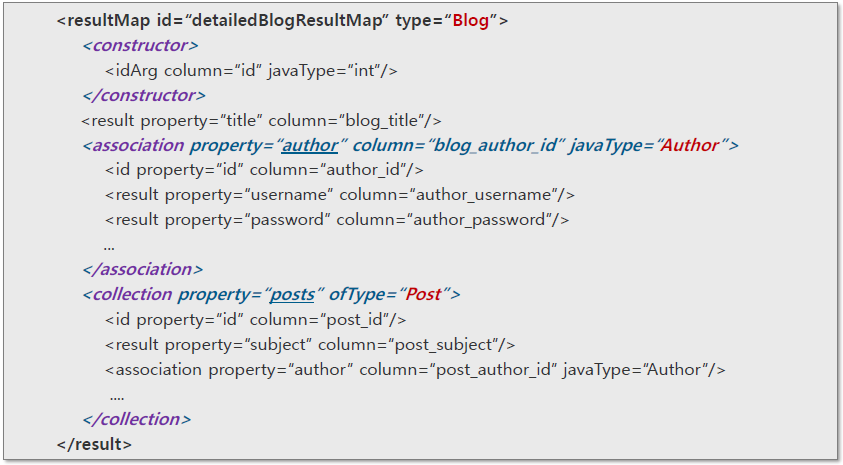 <resultMap id=“detailedBlogResultMap” type=“Blog”>
<constructor>
<idArg column=“id” javaType=“int”/>
</constructor>
<result property=“title” column=“blog_title”/>
<association property=“author” column=“blog_author_id” javaType=“Author”>
<id property=“id” column=“author_id”/>
<result property=“username” column=“author_username”/>
<result property=“password” column=“author_password”/>
...
</association>
<collection property=“posts” ofType=“Post”>
<id property=“id” column=“post_id”/>
<result property=“subject” column=“post_subject”/>
<association property=“author” column=“post_author_id” javaType=“Author”/>
....
</collection>
</result>